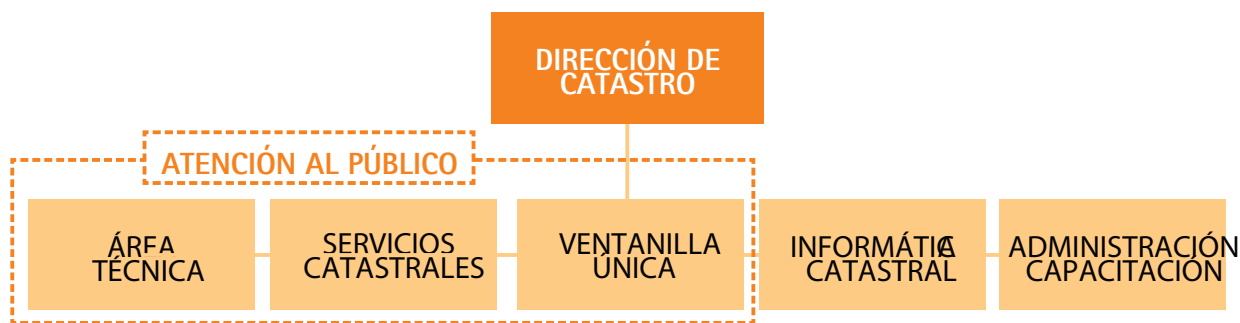 DIRECCIÓN DE
CATASTRO
ATENCIÓN AL PÚBLICO
ÁREA
TÉCNICA
SERVICIOS
CATASTRALES
VENTANILLA
ÚNICA
INFORMÁTICA
CATASTRAL
ADMINISTRACIÓN
CAPACITACIÓN